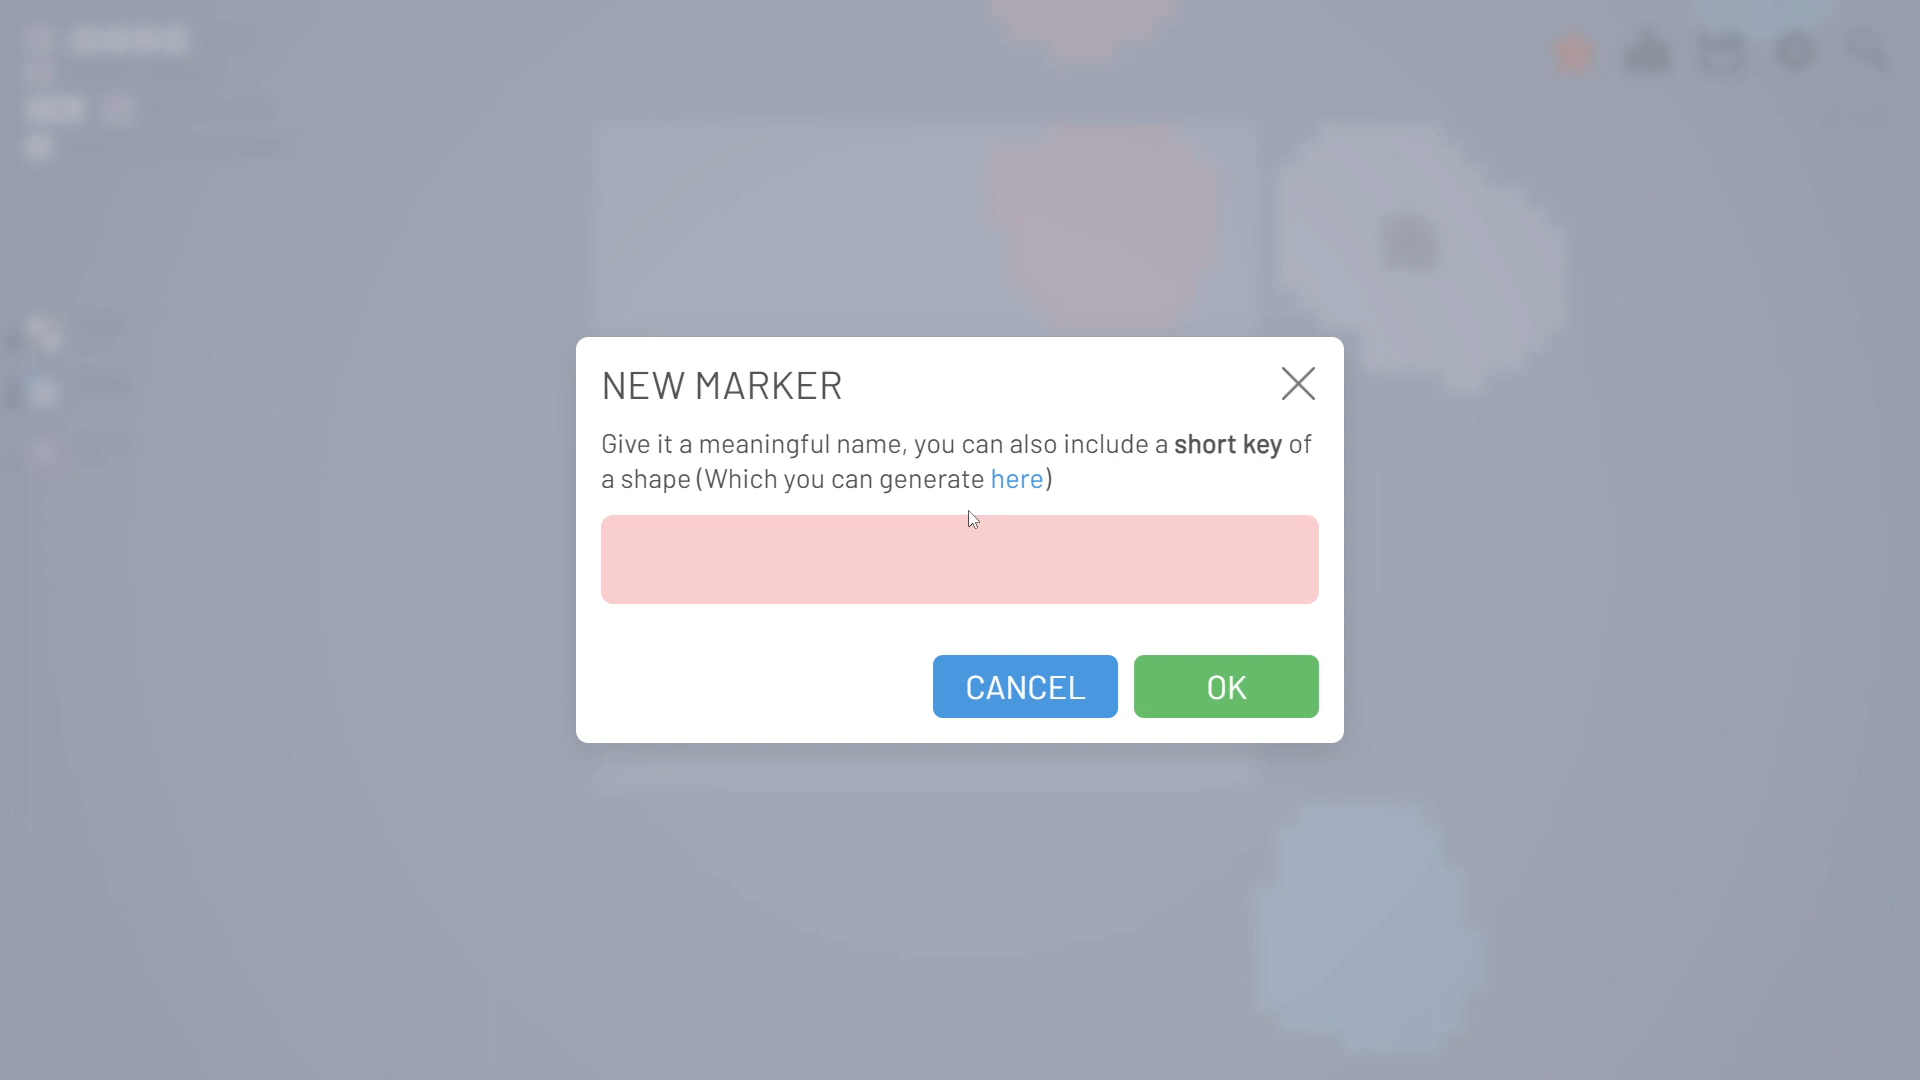 NEW MARKER
Give it a meaningful name, you can also include a short key of
a shape (Which you can generate here)
CANCEL
OK